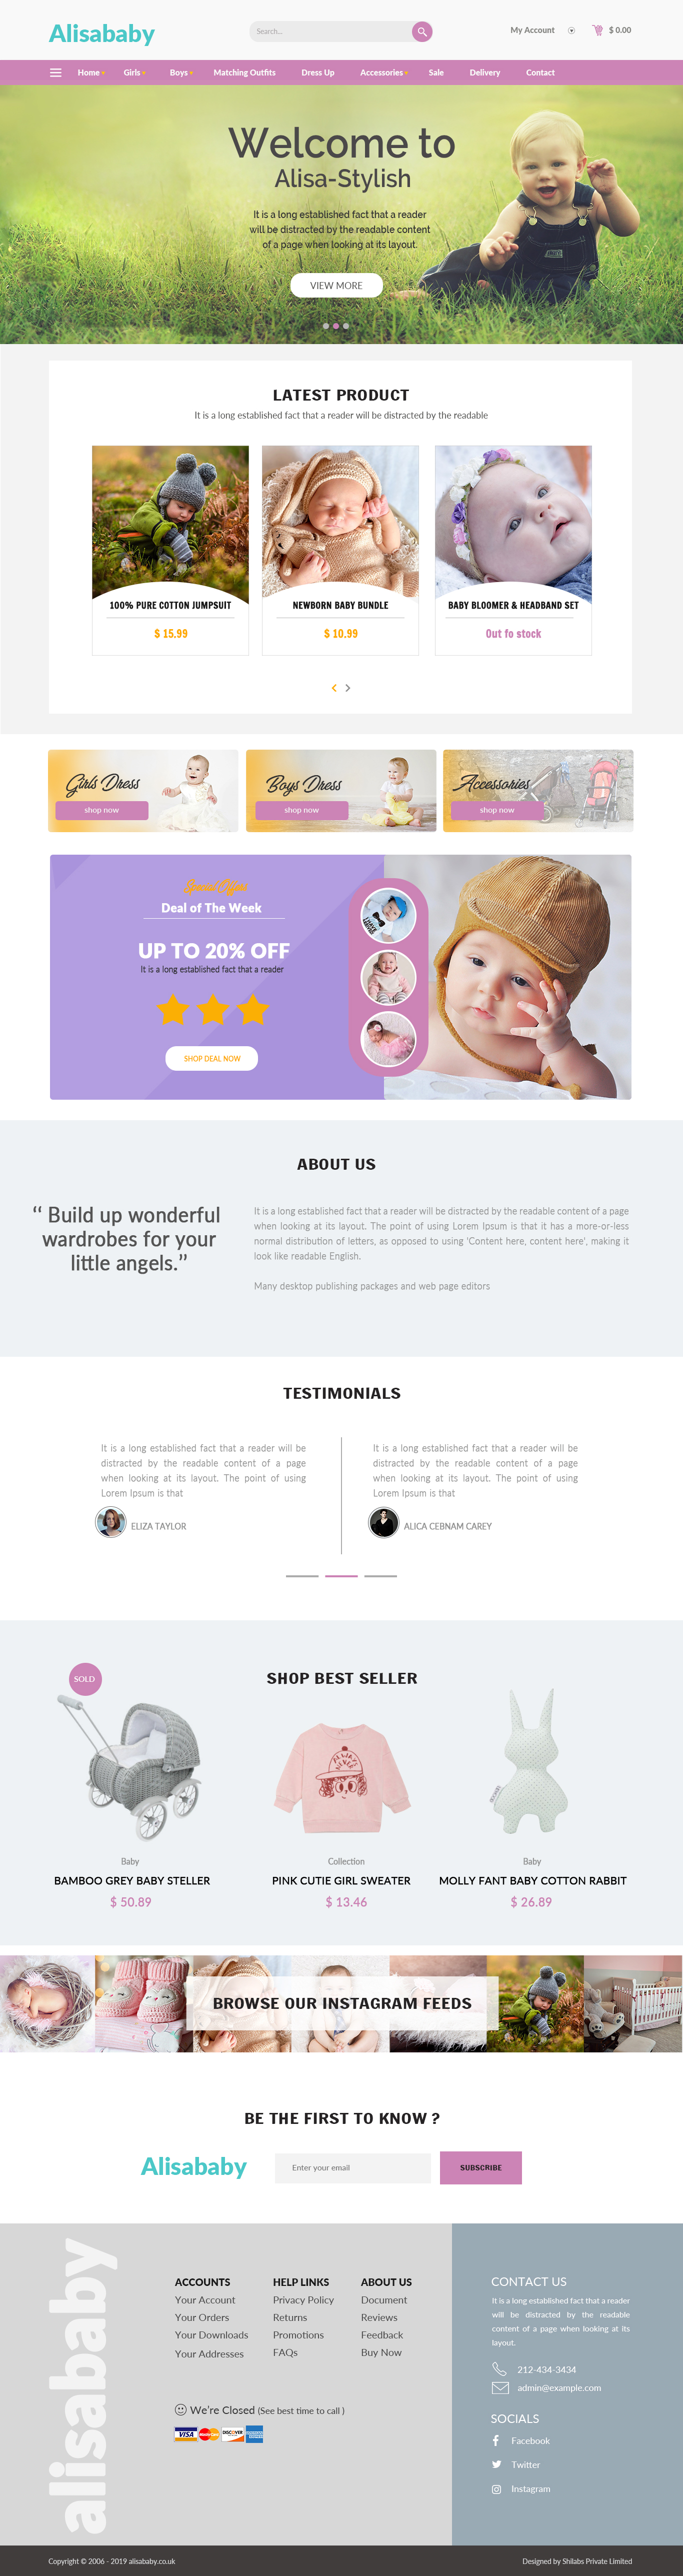 Alisababy
Search...
My Account
$ 0.00
Home
Girls
Boys
Matching Outfits
Dress Up
Accessories
Sale
Delivery
Contact
Welcome to
Alisa-Stylish
It is a long established fact that a reader
will be distracted by the readable content
of a page when looking at its layout.
VIEW MORE
LATEST PRODUCT
It is a long established fact that a reader will be distracted by the readable
100% PURE COTTON JUMPSUIT
$ 15.99
NEWBORN BABY BUNDLE
$ 10.99
BABY BLOOMER & HEADBAND SET
Out fo stock
Girls Dress
shop now
Boys Dress
shop now
Accessories
shop now
Deal of The Week
UP TO 20% OFF
It is a long established fact that a reader
SHOP DEAL NOW
ABOUT US
“ Build up wonderful
wardrobes for your
little angels.”
It is a long established fact that a reader will be distracted by the readable content of a page
when looking at its layout. The point of using Lorem Ipsum is that it has a more-or-less
normal distribution of letters, as opposed to using 'Content here, content here', making it
look like readable English.
Many desktop publishing packages and web page editors
TESTIMONIALS
It is a long established fact that a reader will be
distracted by the readable content of a page
when looking at its layout. The point of using
Lorem Ipsum is that
ELIZA TAYLOR
It is a long established fact that a reader will be
distracted by the readable content of a page
when looking at its layout. The point of using
Lorem Ipsum is that
ALICA CEBNAM CAREY
SHOP BEST SELLER
SOLD
Baby
BAMBOO GREY BABY STELLER
$ 50.89
Collection
PINK CUTIE GIRL SWEATER
$ 13.46
Baby
MOLLY FANT BABY COTTON RABBIT
$ 26.89
BROWSE OUR INSTAGRAM FEEDS
BE THE FIRST TO KNOW ?
Alisababy
Enter your email
SUBSCRIBE
alisababy
ACCOUNTS
Your Account
Your Orders
Your Downloads
Your Addresses
HELP LINKS
Privacy Policy
Returns
Promotions
FAQs
ABOUT US
Document
Reviews
Feedback
Buy Now
We're Closed (See best time to call )
VISA
DISCOVER
CONTACT US
It is a long established fact that a reader
will be distracted by the readable
content of a page when looking at its
layout.
212-434-3434
admin@example.com
SOCIALS
Facebook
Twitter
Instagram
Copyright © 2006 - 2019 alisababy.co.uk
Designed by Shilabs Private Limited